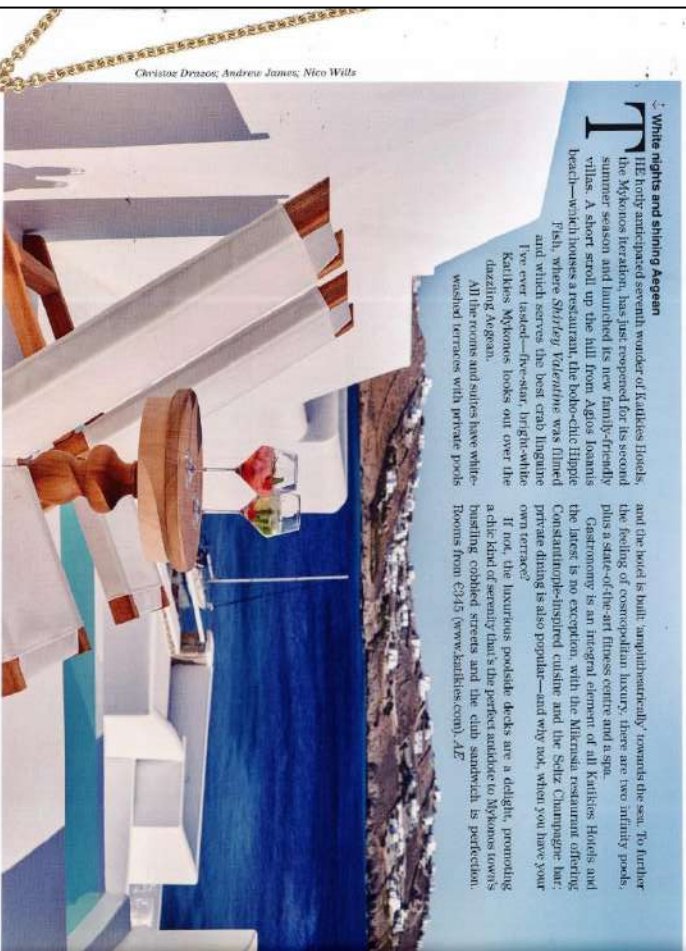 Christos Drazos; Andrew James; Nico Wills
White nights and shining Aegean
THE hotly anticipated seventh wonder of Katikies Hotels,
the Mykonos iteration, has just reopened for its second
summer season and launched its new family-friendly
villas. A short stroll up the hill from Agios Ioannis
beach—which houses a restaurant, the boho-chic Hippie
Fish, where Shirley Valentine was filmed
and which serves the best crab linguine
I've ever tasted—five-star, bright-white
Katikies Mykonos looks out over the
dazzling Aegean.
All the rooms and suites have white-
washed terraces with private pools
and the hotel is built 'amphitheatrically' towards the sea. To further
the feeling of cosmopolitan luxury, there are two infinity pools,
plus a state-of-the-art fitness centre and a spa.
Gastronomy is an integral element of all Katikies Hotels and
the latest is no exception, with the Mikrasia restaurant offering
Constantinople-inspired cuisine and the Seltz Champagne bar;
private dining is also popular—and why not, when you have your
own terrace?
If not, the luxurious poolside decks are a delight, promoting
a chic kind of serenity that's the perfect antidote to Mykonos town's
bustling cobbled streets and the club sandwich is perfection.
Rooms from €345 (www.katikies.com). AE